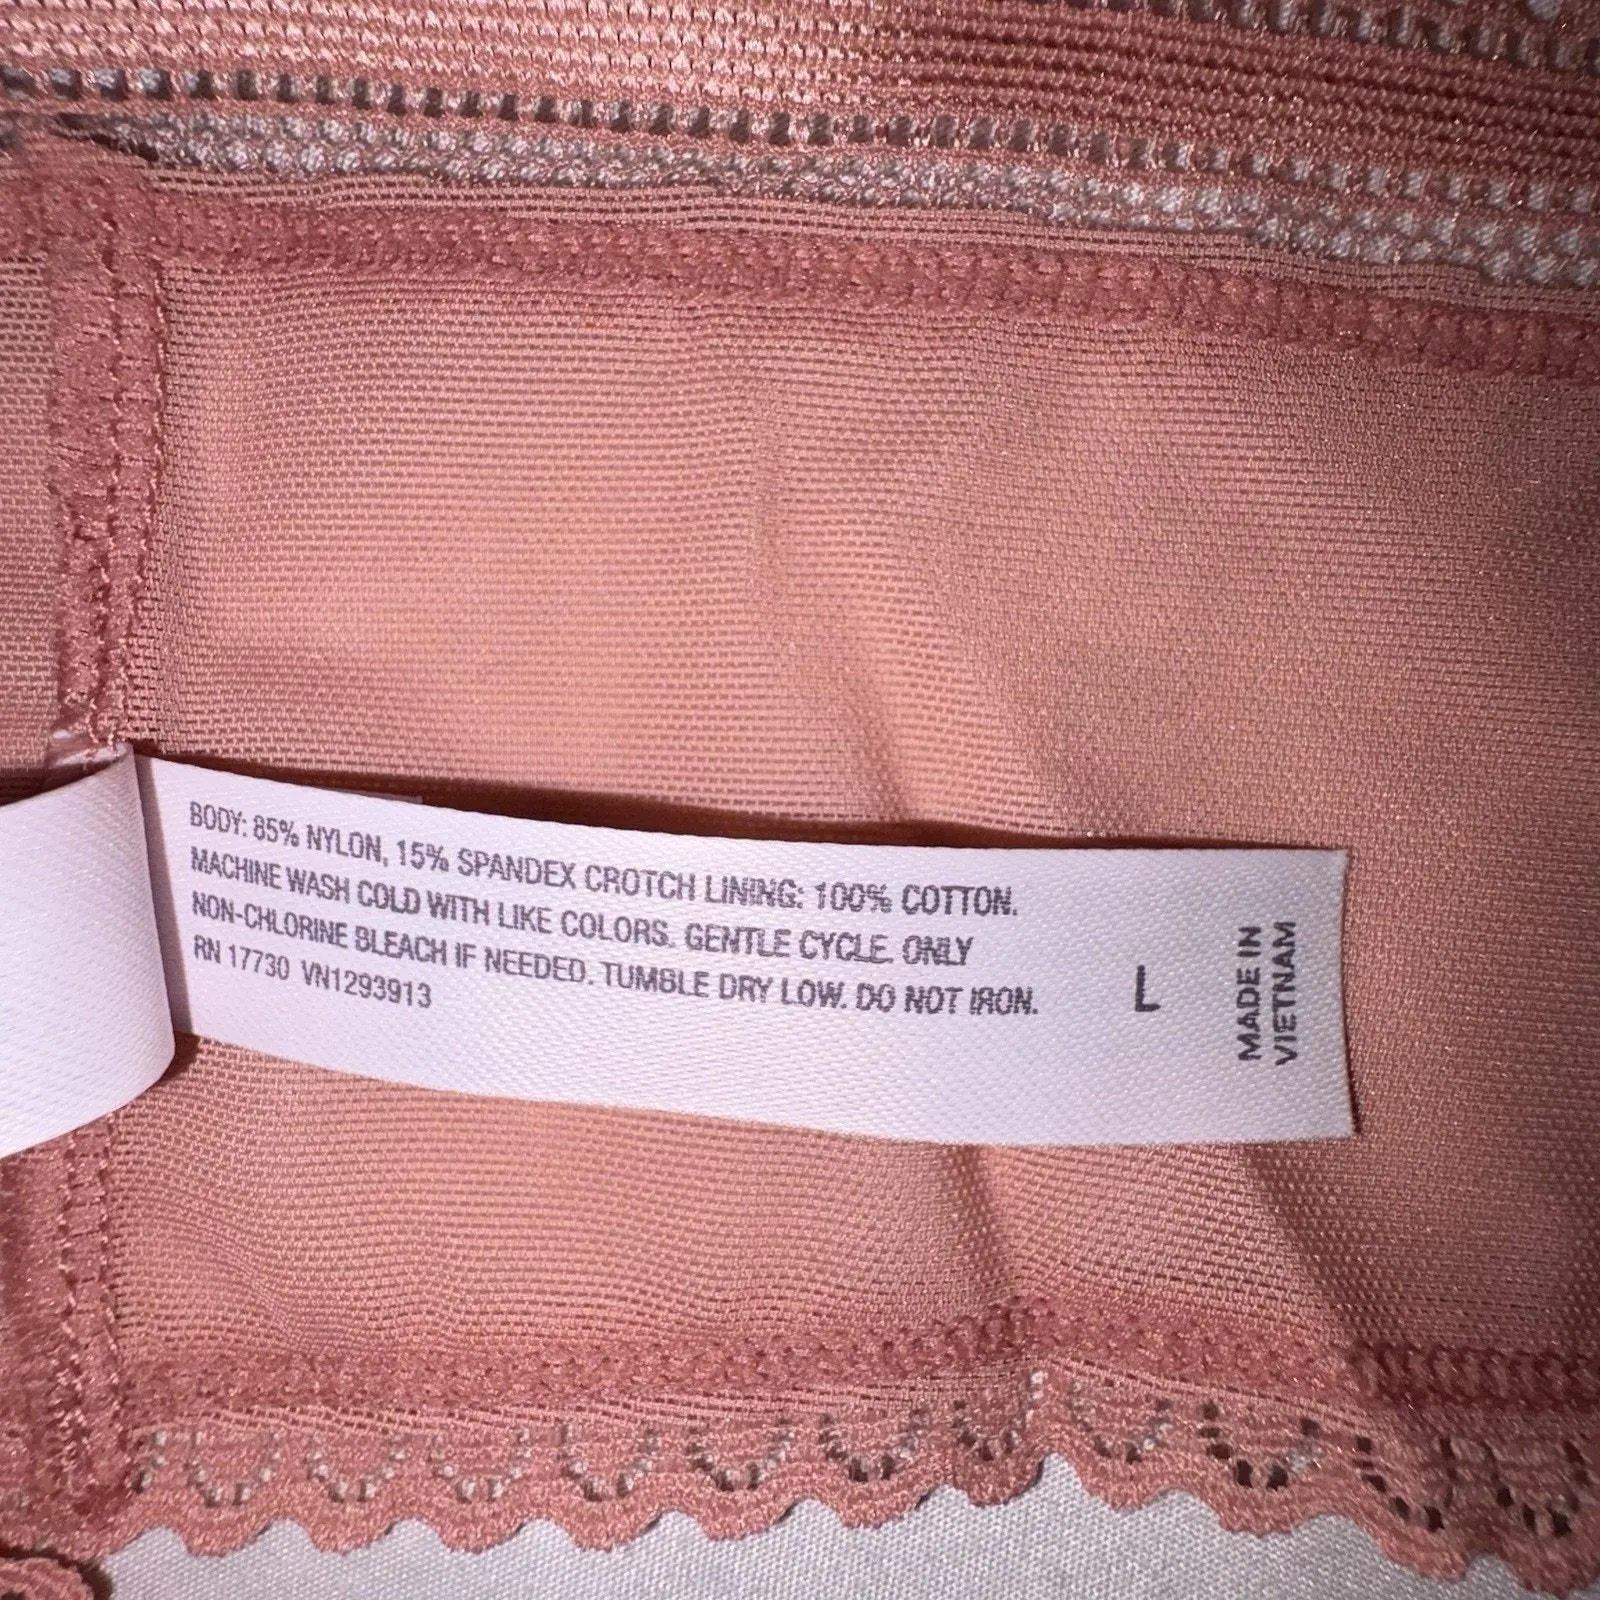 BODY: 85% NYLON, 15% SPANDEX CROTCH LINING: 100% COTTON.
MACHINE WASH COLD WITH LIKE COLORS. GENTLE CYCLE. ONLY
NON-CHLORINE BLEACH IF NEEDED. TUMBLE DRY LOW. DO NOT IRON.
RN 17730 VN1293913
L
MADE IN
VIETNAM